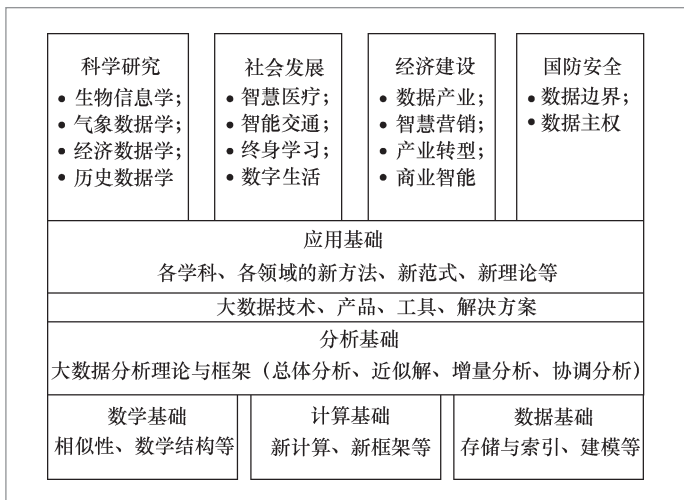 科学研究
• 生物信息学;
• 气象数据学;
• 经济数据学;
• 历史数据学
社会发展
• 智慧医疗;
• 智能交通;
• 终身学习;
• 数字生活
经济建设
• 数据产业;
• 智慧营销;
• 产业转型;
• 商业智能
国防安全
• 数据边界;
• 数据主权
应用基础
各学科、各领域的新方法、新范式、新理论等
大数据技术、产品、工具、解决方案
分析基础
大数据分析理论与框架（总体分析、近似解、增量分析、协调分析）
数学基础
相似性、数学结构等
计算基础
新计算、新框架等
数据基础
存储与索引、建模等